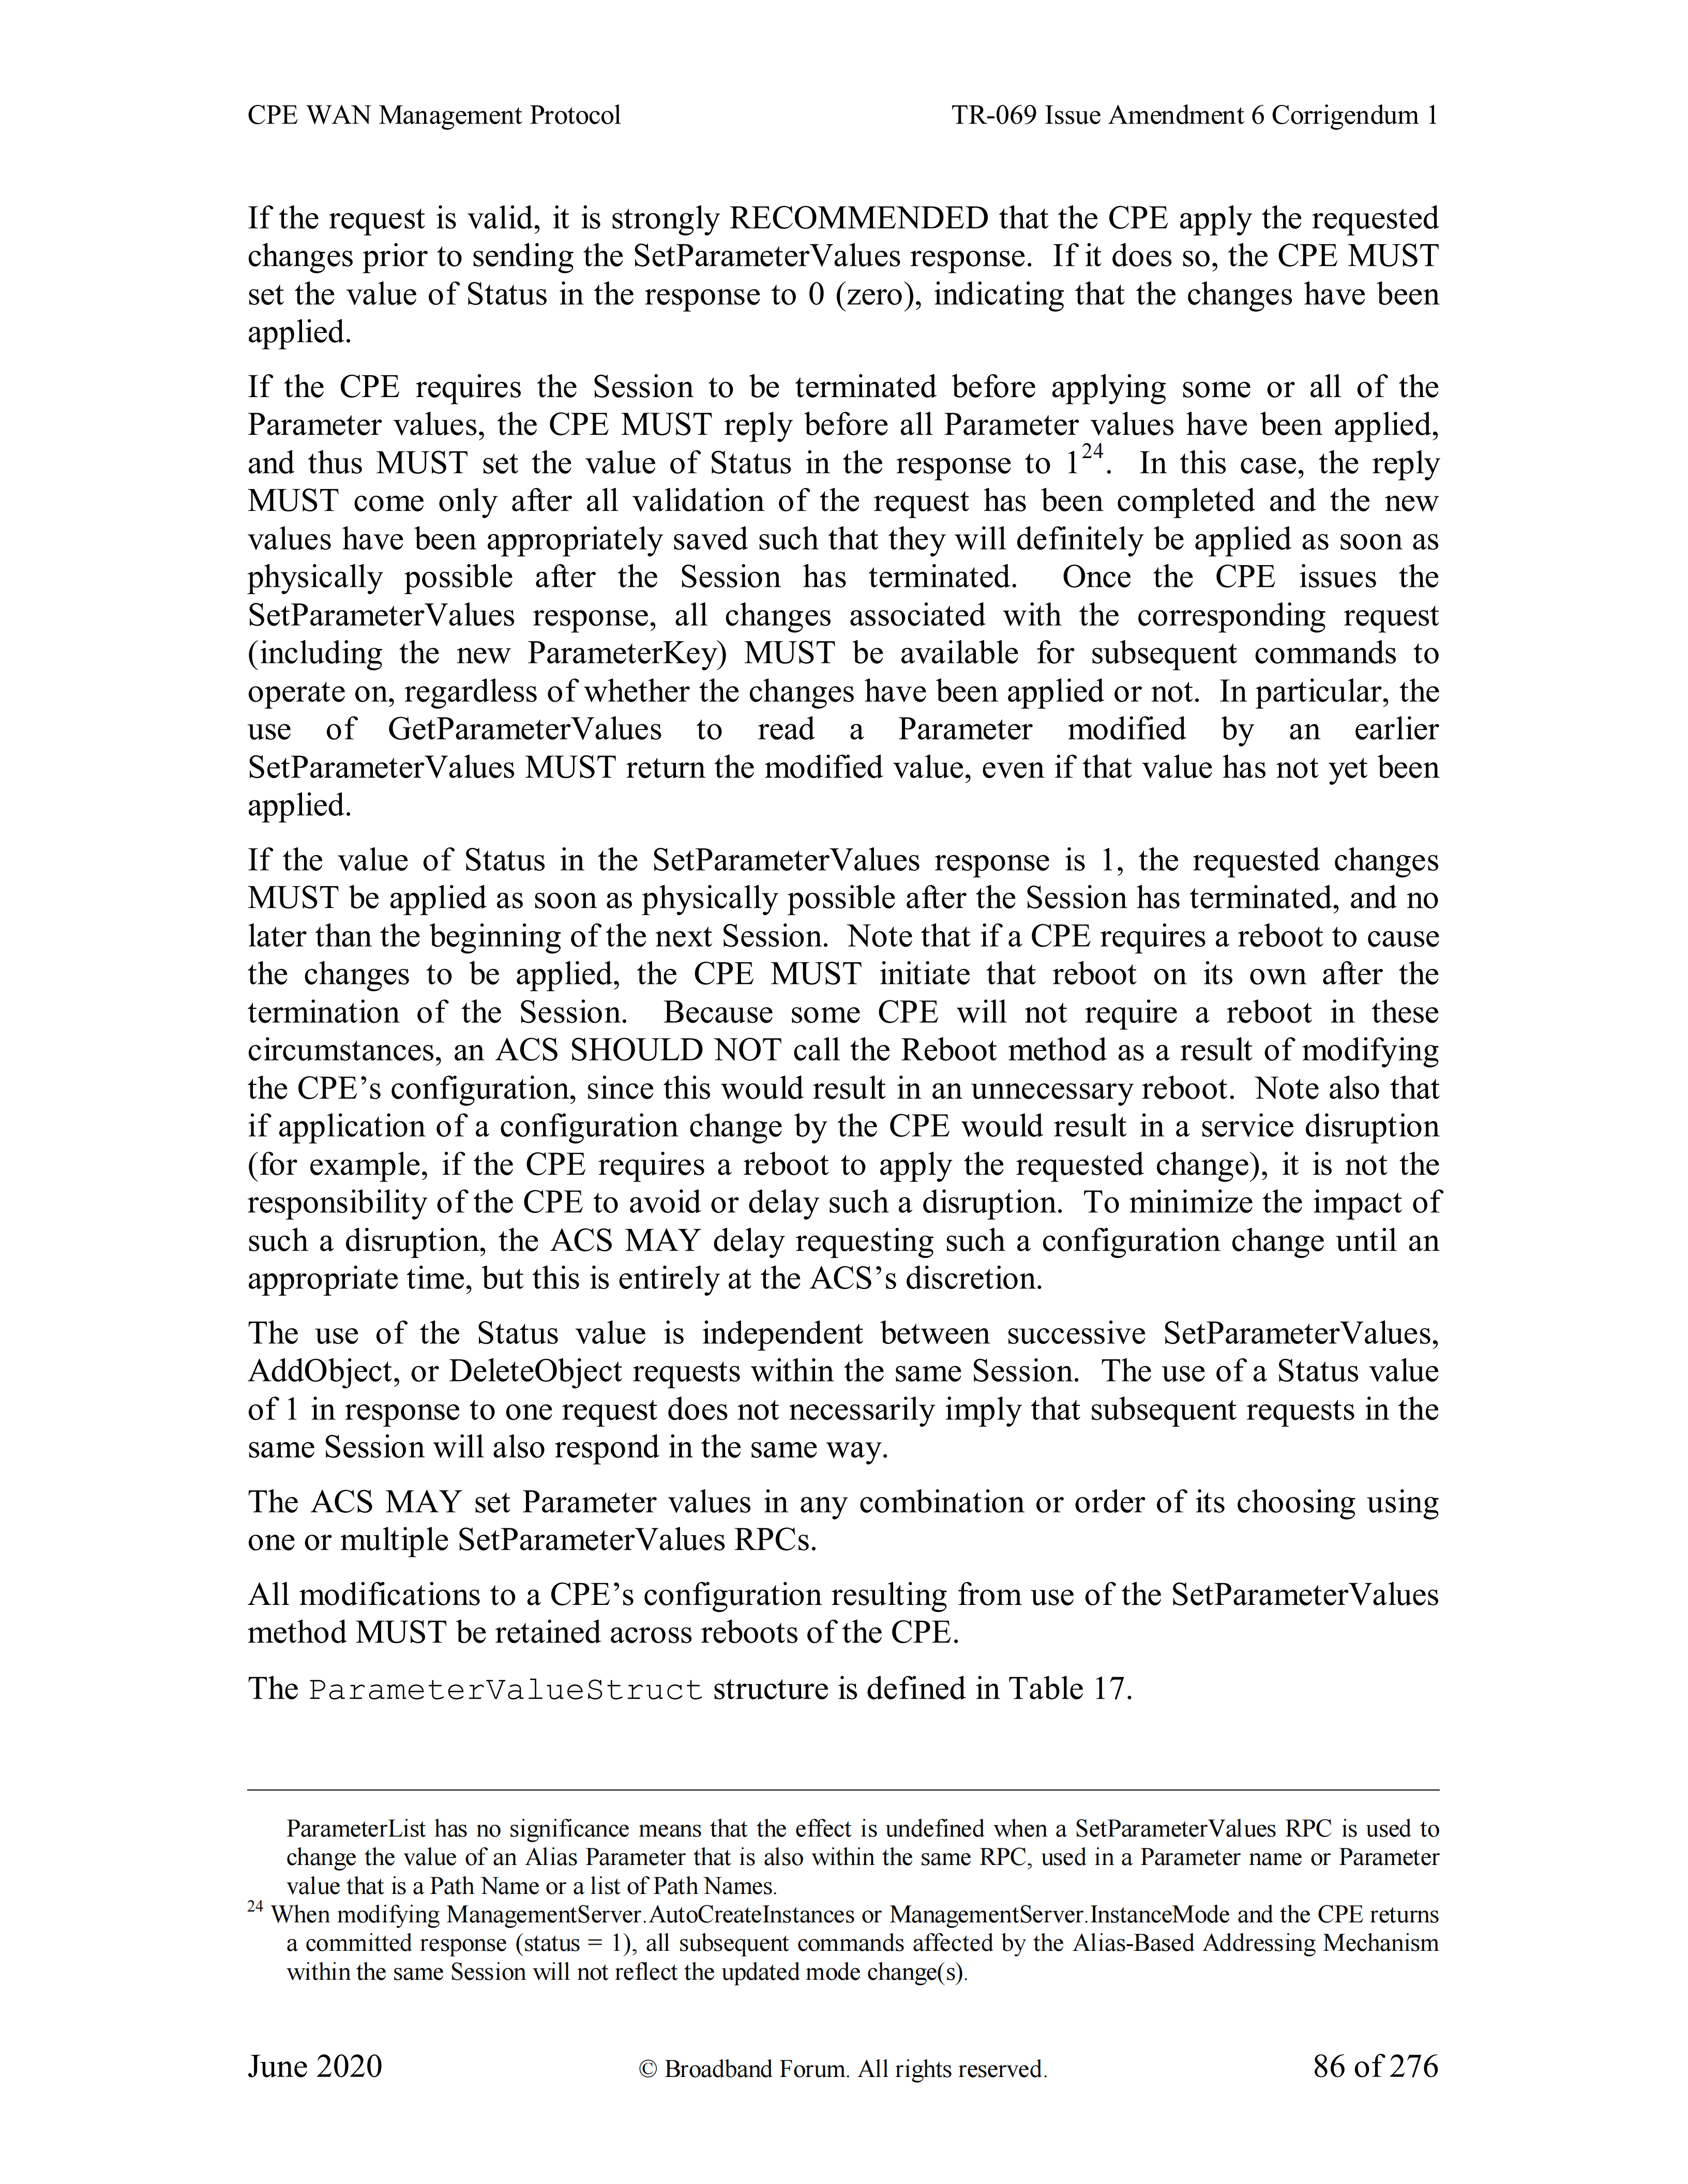 CPE WAN Management Protocol TR-069 Issue Amendment 6 Corrigendum 1
If the request is valid, it is strongly RECOMMENDED that the CPE apply the requested
changes prior to sending the SetParameterValues response. If it does so, the CPE MUST
set the value of Status in the response to 0 (zero), indicating that the changes have been
applied.
If the CPE requires the Session to be terminated before applying some or all of the
Parameter values, the CPE MUST reply before all Parameter values have been applied,
and thus MUST set the value of Status in the response to 1²⁴. In this case, the reply
MUST come only after all validation of the request has been completed and the new
values have been appropriately saved such that they will definitely be applied as soon as
physically possible after the Session has terminated. Once the CPE issues the
SetParameterValues response, all changes associated with the corresponding request
(including the new ParameterKey) MUST be available for subsequent commands to
operate on, regardless of whether the changes have been applied or not. In particular, the
use of GetParameterValues to read a Parameter modified by an earlier
SetParameterValues MUST return the modified value, even if that value has not yet been
applied.
If the value of Status in the SetParameterValues response is 1, the requested changes
MUST be applied as soon as physically possible after the Session has terminated, and no
later than the beginning of the next Session. Note that if a CPE requires a reboot to cause
the changes to be applied, the CPE MUST initiate that reboot on its own after the
termination of the Session. Because some CPE will not require a reboot in these
circumstances, an ACS SHOULD NOT call the Reboot method as a result of modifying
the CPE’s configuration, since this would result in an unnecessary reboot. Note also that
if application of a configuration change by the CPE would result in a service disruption
(for example, if the CPE requires a reboot to apply the requested change), it is not the
responsibility of the CPE to avoid or delay such a disruption. To minimize the impact of
such a disruption, the ACS MAY delay requesting such a configuration change until an
appropriate time, but this is entirely at the ACS’s discretion.
The use of the Status value is independent between successive SetParameterValues,
AddObject, or DeleteObject requests within the same Session. The use of a Status value
of 1 in response to one request does not necessarily imply that subsequent requests in the
same Session will also respond in the same way.
The ACS MAY set Parameter values in any combination or order of its choosing using
one or multiple SetParameterValues RPCs.
All modifications to a CPE’s configuration resulting from use of the SetParameterValues
method MUST be retained across reboots of the CPE.
The ParameterValueStruct structure is defined in Table 17.
ParameterList has no significance means that the effect is undefined when a SetParameterValues RPC is used to
change the value of an Alias Parameter that is also within the same RPC, used in a Parameter name or Parameter
value that is a Path Name or a list of Path Names.
²⁴ When modifying ManagementServer.AutoCreateInstances or ManagementServer.InstanceMode and the CPE returns
a committed response (status = 1), all subsequent commands affected by the Alias-Based Addressing Mechanism
within the same Session will not reflect the updated mode change(s).
June 2020 © Broadband Forum. All rights reserved. 86 of 276